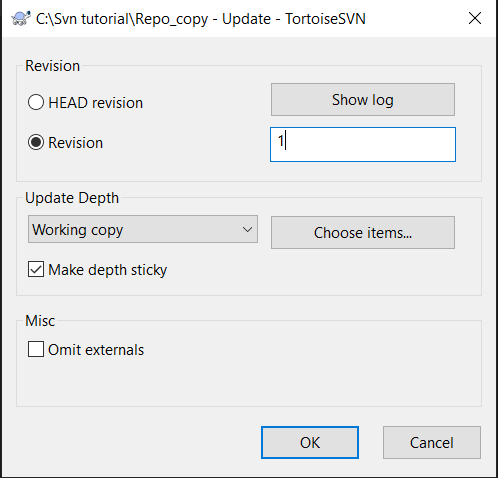 C:\Svn tutorial\Repo_copy - Update - TortoiseSVN
Revision
HEAD revision
Show log
Revision
1
Update Depth
Working copy
Choose items...
Make depth sticky
Misc
Omit externals
OK
Cancel